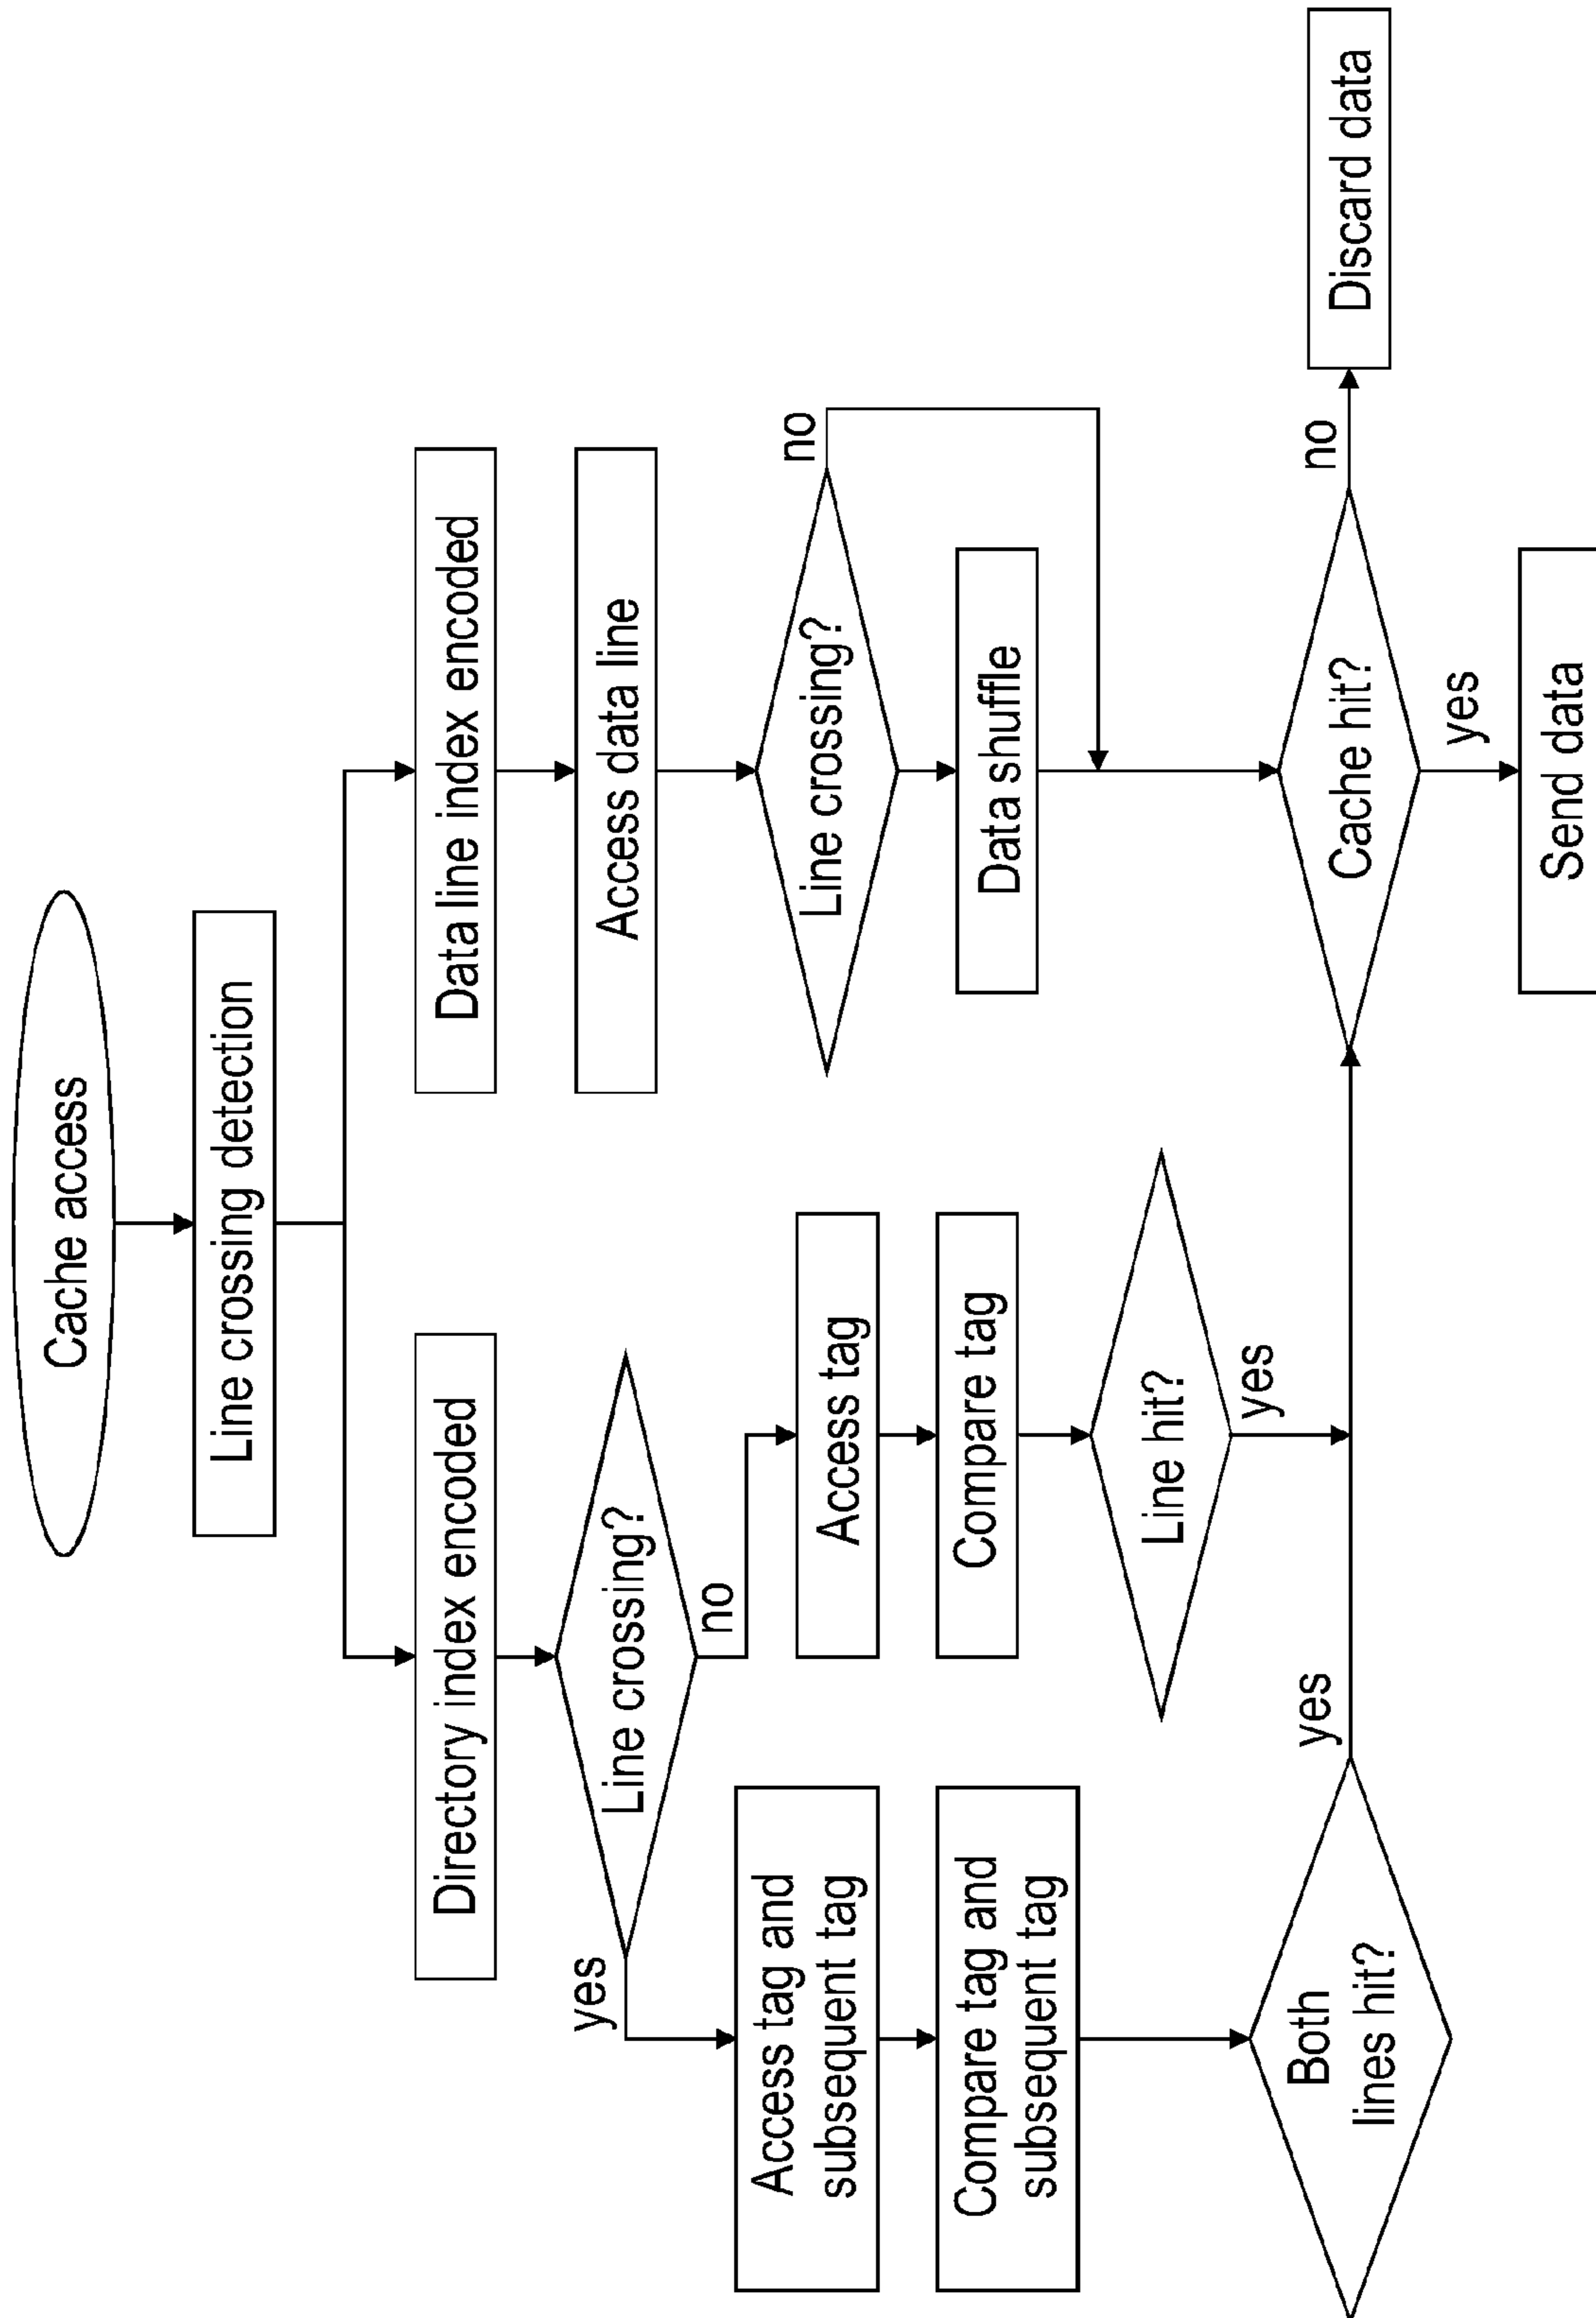 Cache access
Line crossing detection
Directory index encoded
Data line index encoded
Line crossing?
yes
no
Access tag and
subsequent tag
Compare tag and
subsequent tag
Both
lines hit?
yes
Access tag
Compare tag
Line hit?
yes
Access data line
Line crossing?
no
Data shuffle
Cache hit?
no
Discard data
yes
Send data